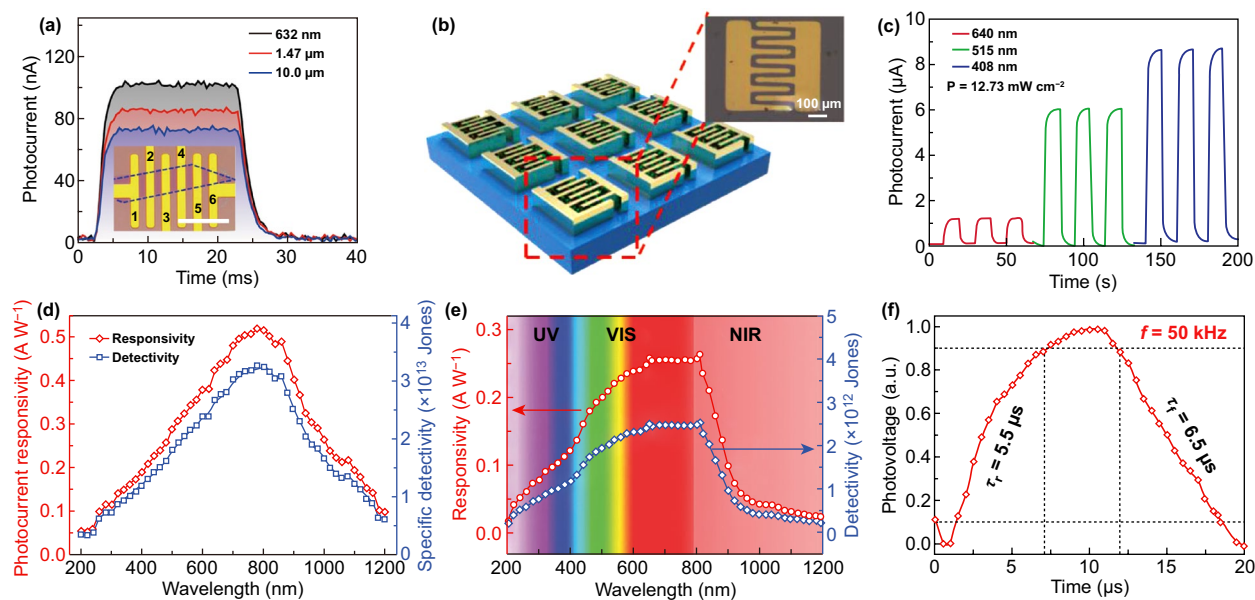 (a)
632 nm
1.47 µm
10.0 µm
Photocurrent (nA)
120
80
40
0
2 4
1 3 5 6
0 10 20 30 40
Time (ms)
(b)
100 µm
(c)
640 nm
515 nm
408 nm
P = 12.73 mW cm⁻²
Photocurrent (µA)
10
8
6
4
2
0
0 50 100 150 200
Time (s)
(d)
Responsivity
Detectivity
Photocurrent responsivity (A W⁻¹)
0.5
0.4
0.3
0.2
0.1
0.0
Specific detectivity (×10¹³ Jones)
4
3
2
1
0
200 400 600 800 1000 1200
Wavelength (nm)
(e)
UV VIS NIR
Responsivity (A W⁻¹)
0.3
0.2
0.1
0.0
Detectivity (×10¹² Jones)
5
4
3
2
1
0
200 400 600 800 1000 1200
Wavelength (nm)
(f)
f = 50 kHz
Photovoltage (a.u.)
1.0
0.8
0.6
0.4
0.2
0.0
τr = 5.5 µs
τf = 6.5 µs
0 5 10 15 20
Time (µs)